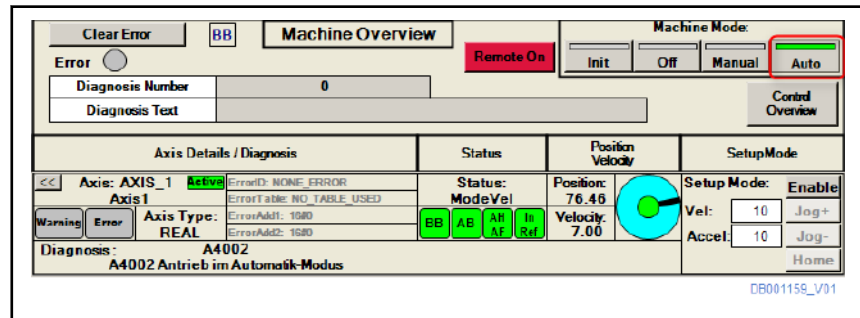 Clear Error BB Machine Overview Machine Mode:
Error Remote On Init Off Manual Auto
Diagnosis Number 0
Diagnosis Text
Control Overview
Axis Details / Diagnosis Status Position Velocity SetupMode
<< Axis: AXIS_1 Active ErrorID: NONE_ERROR Status: Position: Setup Mode: Enable
Axis1 ErrorTable: NO_TABLE_USED ModeVel 76.46
Warning Error Axis Type: ErrorAddl1: 16#0 BB AB AH AF In Ref Velocity: Vel: 10 Jog+
REAL ErrorAddl2: 16#0 7.00 Accel: 10 Jog-
Diagnosis: A4002 Home
A4002 Antrieb im Automatik-Modus
DB001159_V01